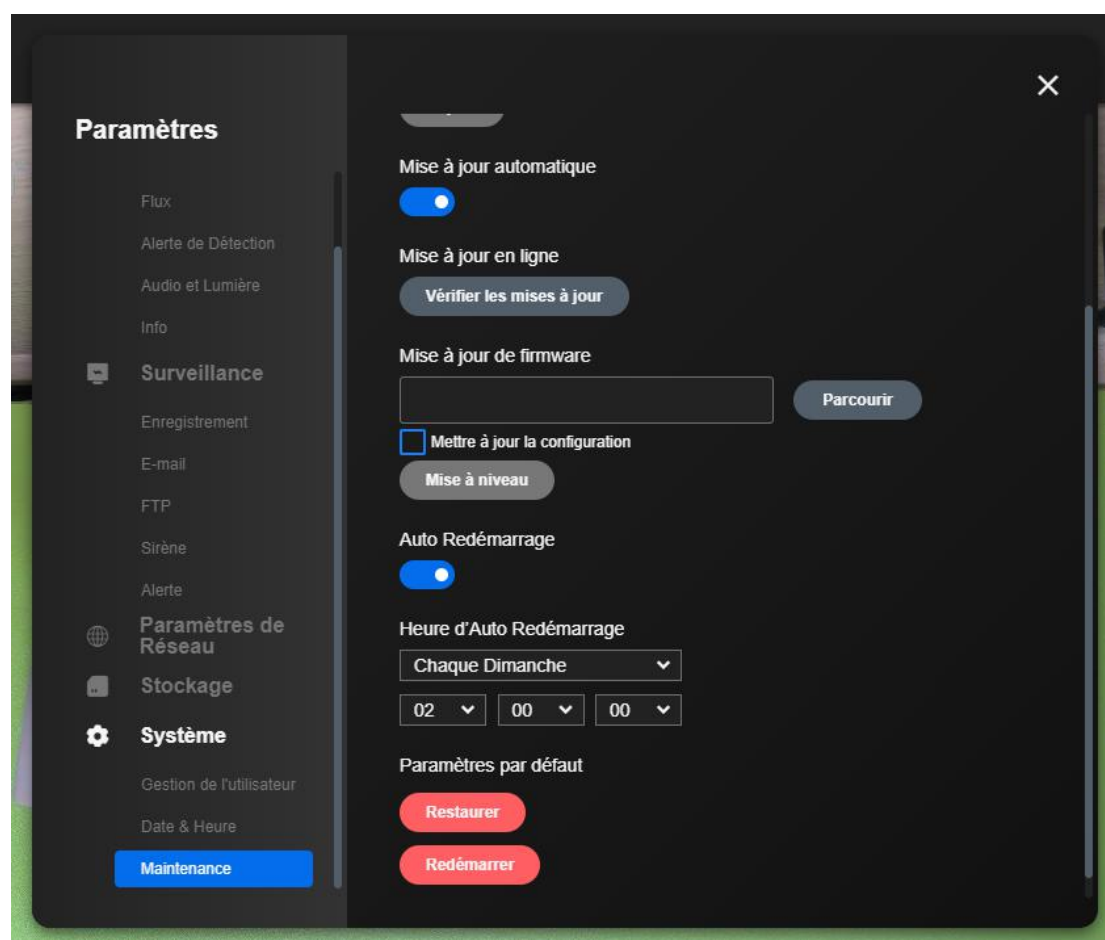 Paramètres
Flux
Alerte de Détection
Audio et Lumière
Info
Surveillance
Enregistrement
E-mail
FTP
Sirène
Alerte
Paramètres de
Réseau
Stockage
Système
Gestion de l'utilisateur
Date & Heure
Maintenance
Mise à jour automatique
Mise à jour en ligne
Vérifier les mises à jour
Mise à jour de firmware
Parcourir
Mettre à jour la configuration
Mise à niveau
Auto Redémarrage
Heure d'Auto Redémarrage
Chaque Dimanche
02 00 00
Paramètres par défaut
Restaurer
Redémarrer